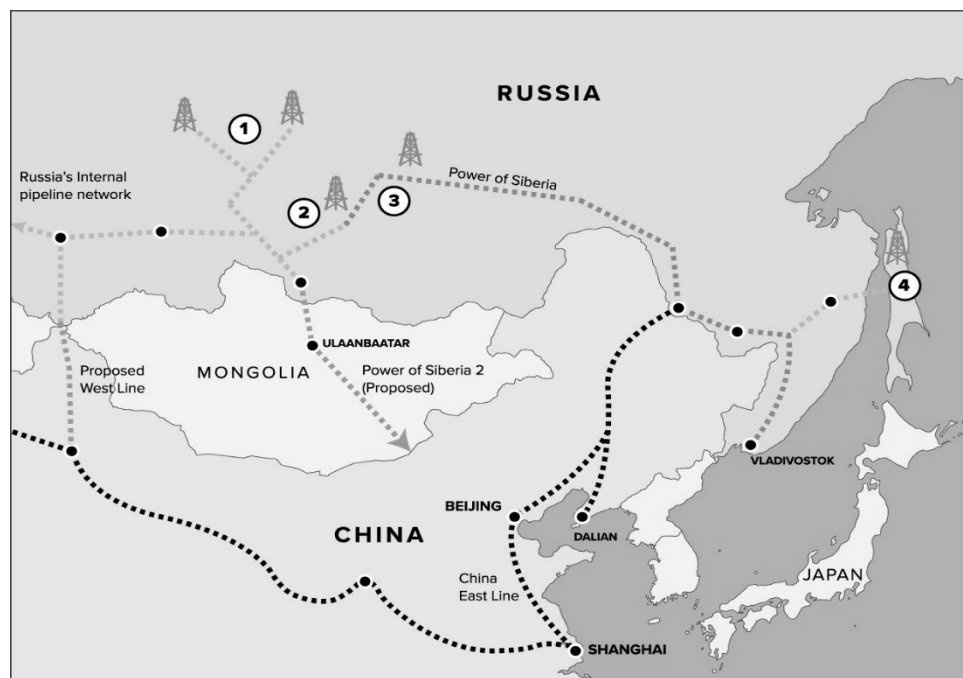 RUSSIA
1
Russia's Internal
pipeline network
2
3
Power of Siberia
4
ULAANBAATAR
MONGOLIA
Proposed
West Line
Power of Siberia 2
(Proposed)
VLADIVOSTOK
BEIJING
CHINA
DALIAN
JAPAN
China
East Line
SHANGHAI